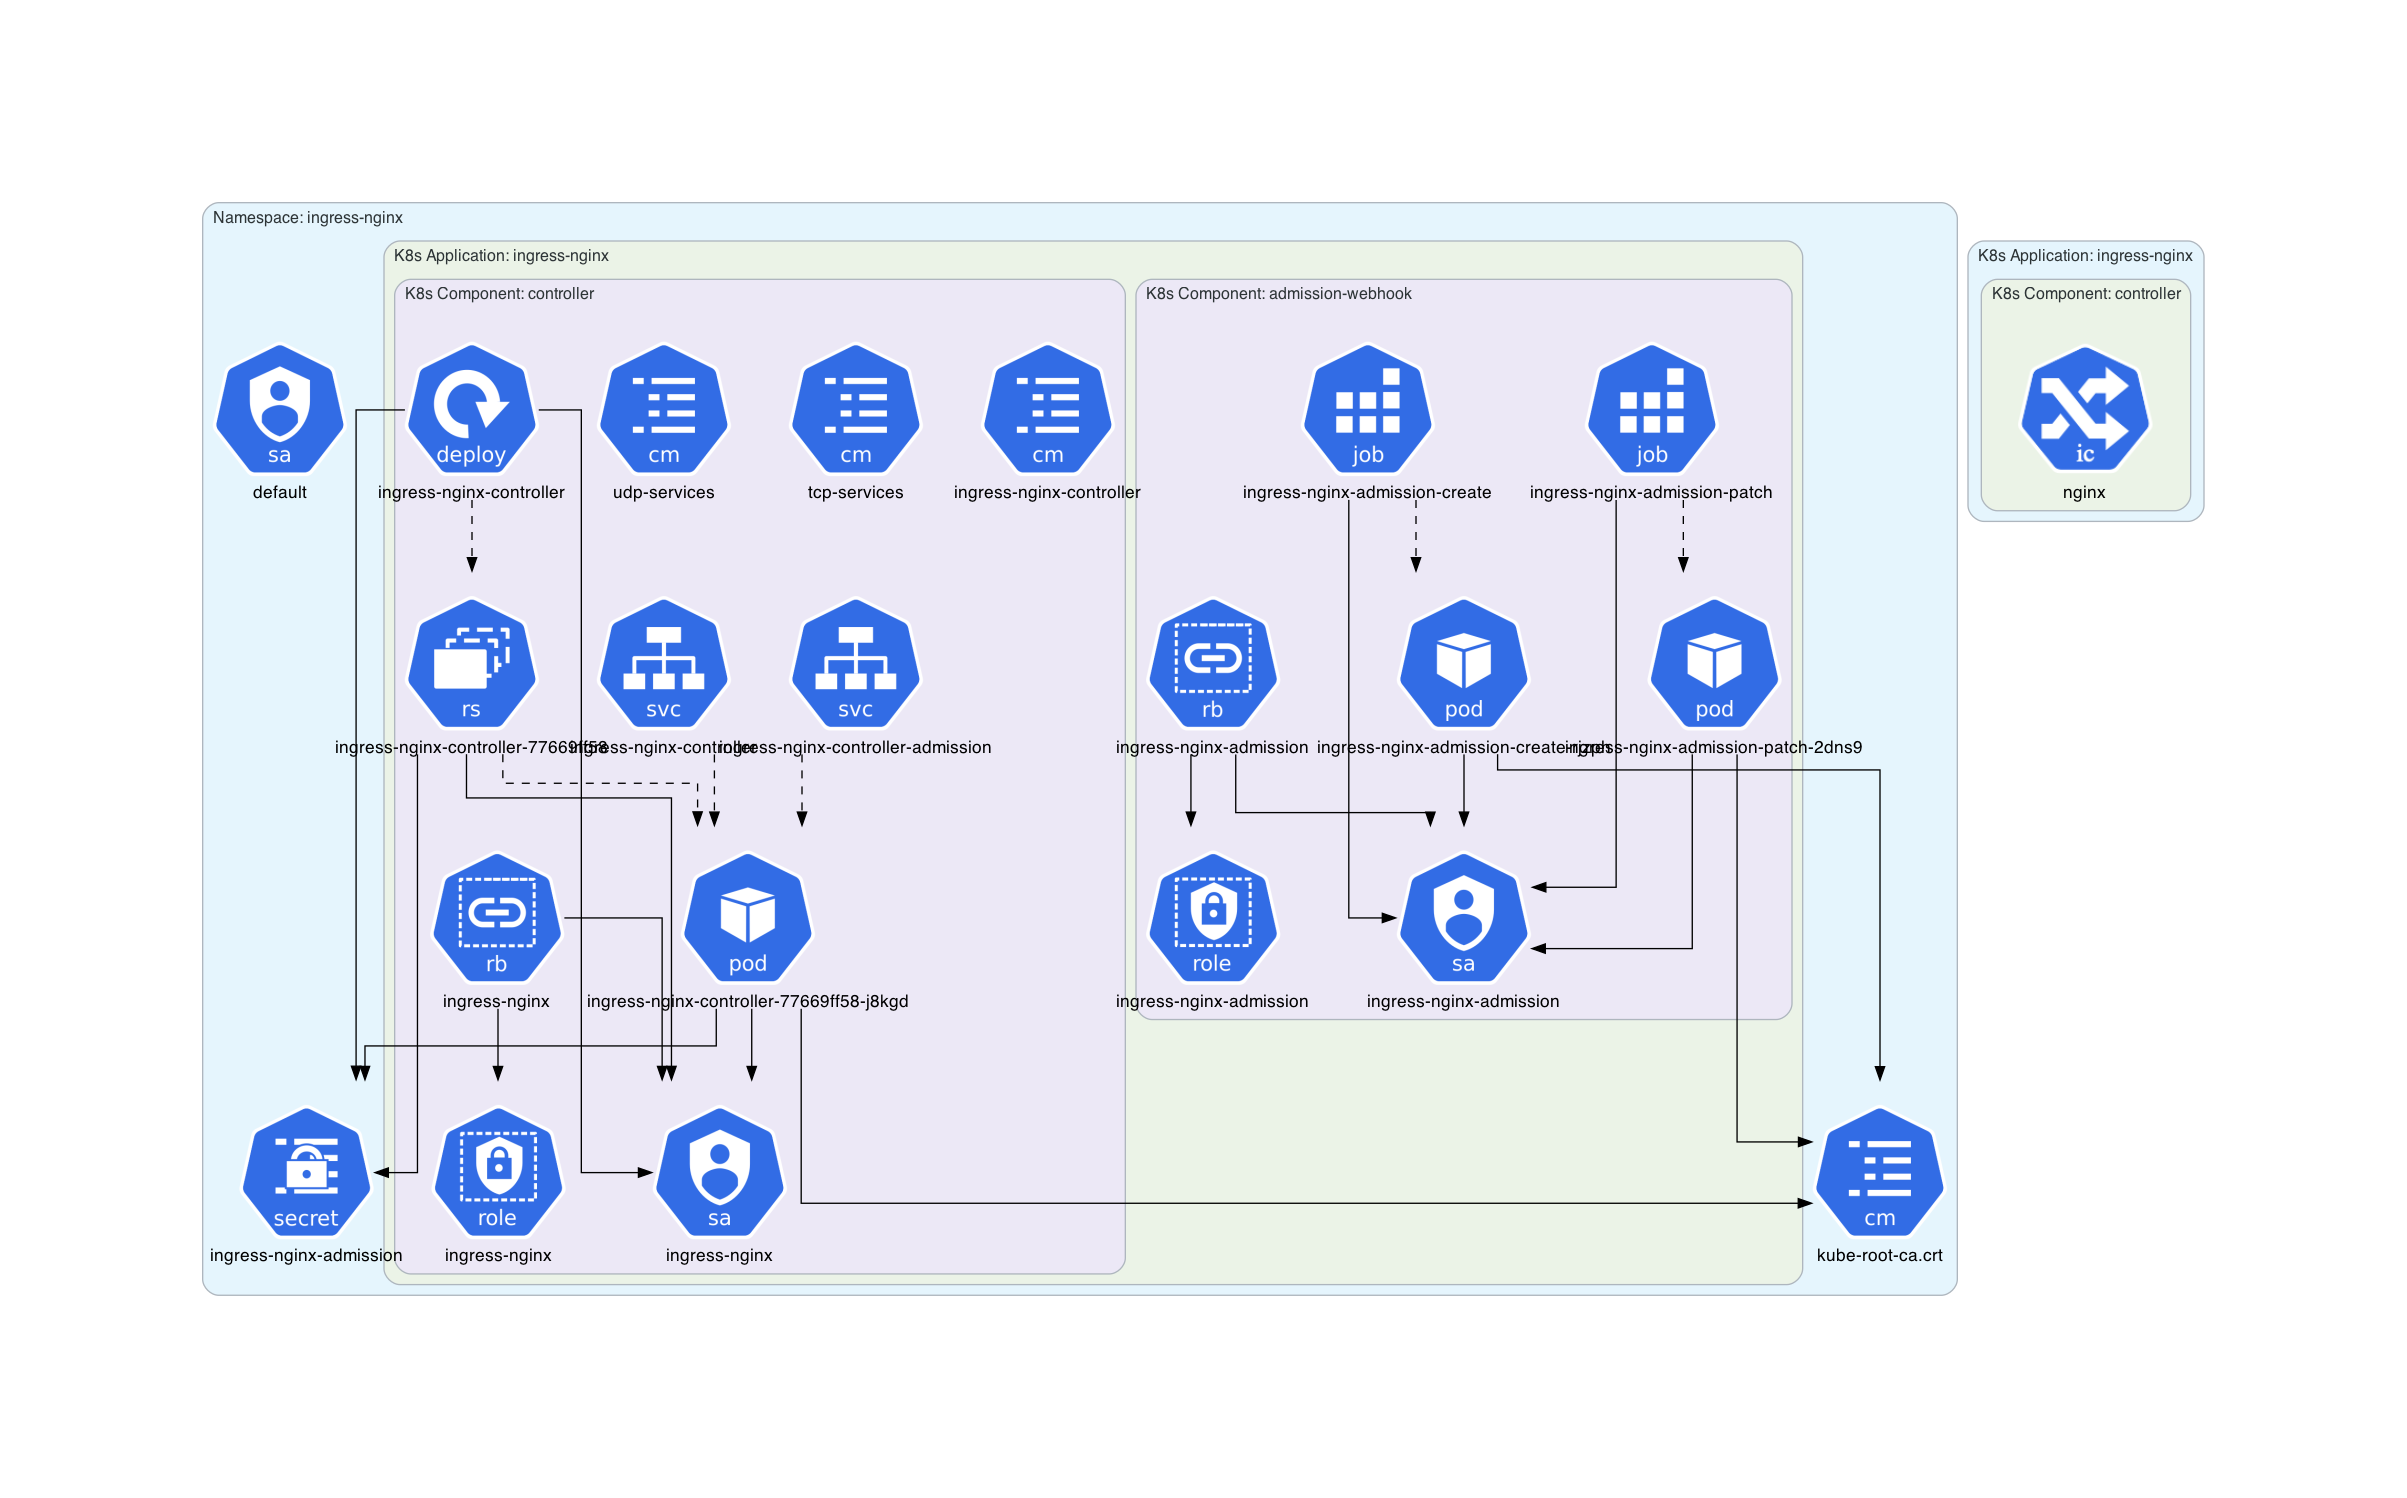 Namespace: ingress-nginx
K8s Application: ingress-nginx
K8s Component: controller
K8s Component: admission-webhook
K8s Application: ingress-nginx
K8s Component: controller
sa
default
deploy
ingress-nginx-controller
cm
udp-services
cm
tcp-services
cm
ingress-nginx-controller
job
ingress-nginx-admission-create
job
ingress-nginx-admission-patch
ic
nginx
rs
ingress-nginx-controller-77669ff58
svc
ingress-nginx-controller
svc
ingress-nginx-controller-admission
rb
ingress-nginx-admission
pod
pod
ingress-nginx-admission-patch-2dns9
rb
ingress-nginx
pod
ingress-nginx-controller-77669ff58-j8kgd
role
ingress-nginx-admission
sa
ingress-nginx-admission
secret
ingress-nginx-admission
role
ingress-nginx
sa
ingress-nginx
cm
kube-root-ca.crt